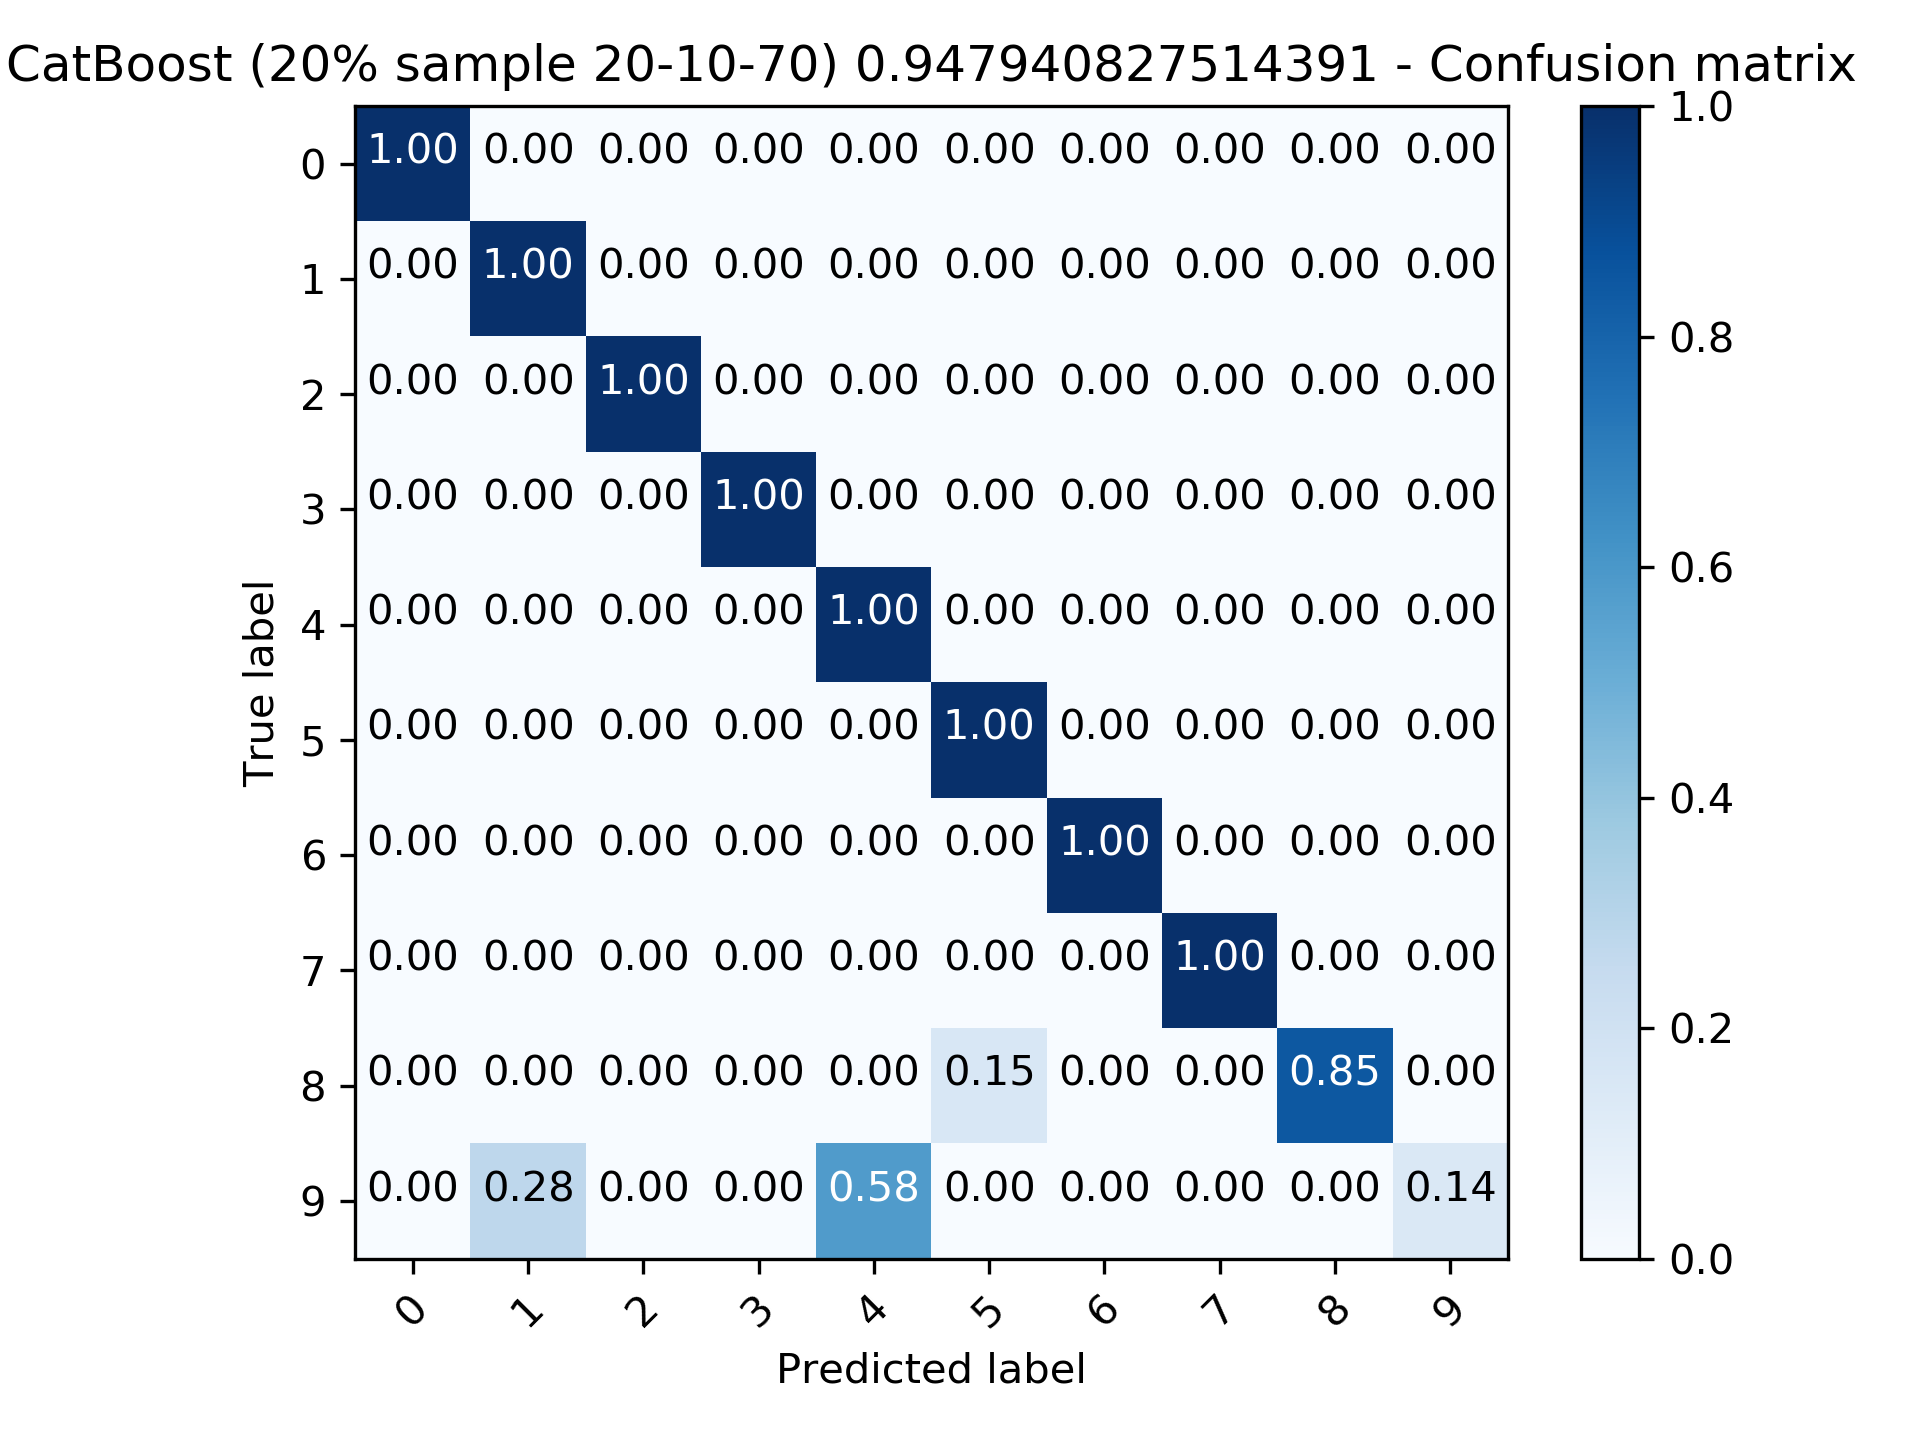 CatBoost (20% sample 20-10-70) 0.947940827514391 - Confusion matrix
0 1.00 0.00 0.00 0.00 0.00 0.00 0.00 0.00 0.00 0.00
1 0.00 1.00 0.00 0.00 0.00 0.00 0.00 0.00 0.00 0.00
2 0.00 0.00 1.00 0.00 0.00 0.00 0.00 0.00 0.00 0.00
3 0.00 0.00 0.00 1.00 0.00 0.00 0.00 0.00 0.00 0.00
4 0.00 0.00 0.00 0.00 1.00 0.00 0.00 0.00 0.00 0.00
5 0.00 0.00 0.00 0.00 0.00 1.00 0.00 0.00 0.00 0.00
6 0.00 0.00 0.00 0.00 0.00 0.00 1.00 0.00 0.00 0.00
7 0.00 0.00 0.00 0.00 0.00 0.00 0.00 1.00 0.00 0.00
8 0.00 0.00 0.00 0.00 0.00 0.15 0.00 0.00 0.85 0.00
9 0.00 0.28 0.00 0.00 0.58 0.00 0.00 0.00 0.00 0.14
0 1 2 3 4 5 6 7 8 9
Predicted label
True label
1.0
0.8
0.6
0.4
0.2
0.0